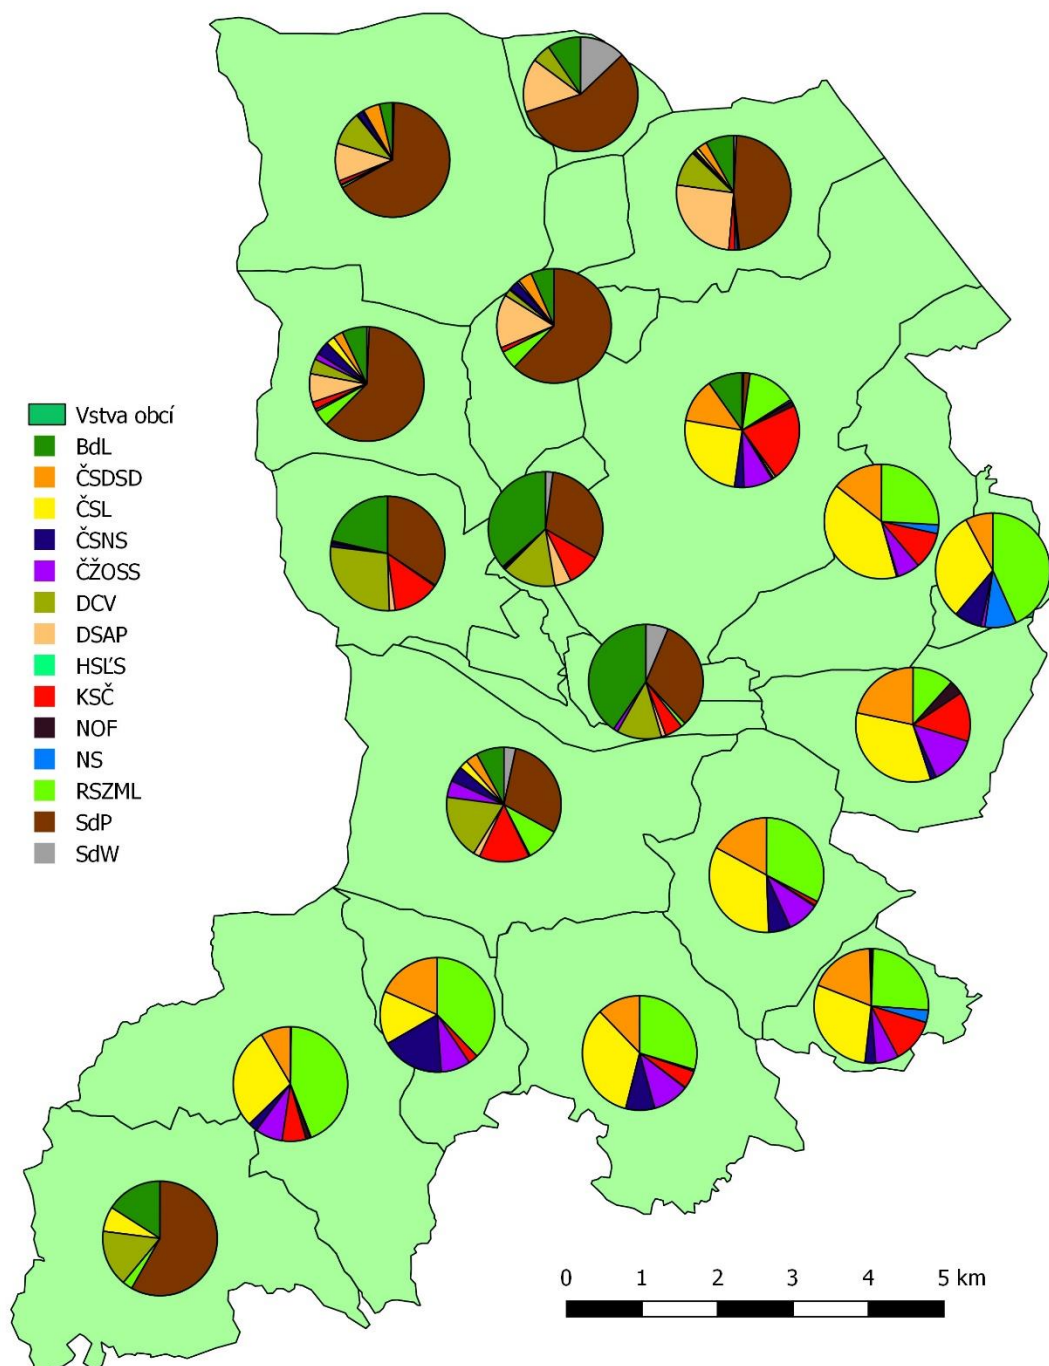 Vstva obcí
BdL
ČSDSD
ČSL
ČSNS
ČŽOSS
DCV
DSAP
HSĽS
KSČ
NOF
NS
RSZML
SdP
SdW
0 1 2 3 4 5 km